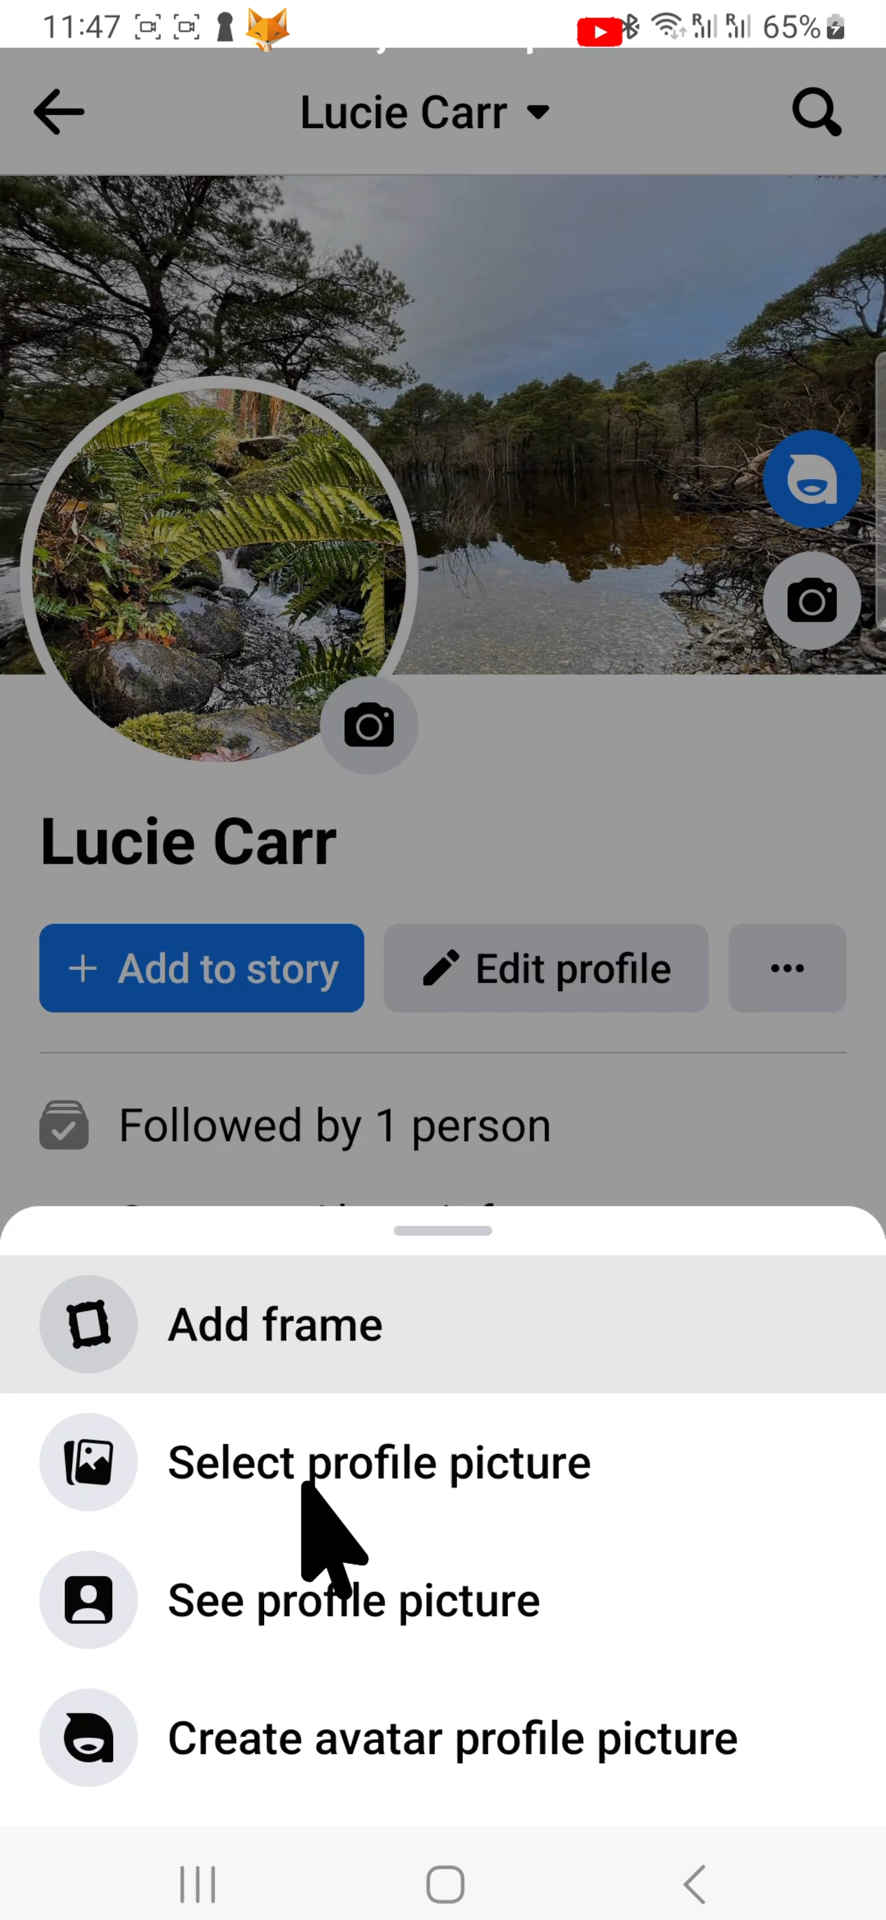 11:47
65%
Lucie Carr
Lucie Carr
+ Add to story
Edit profile
Followed by 1 person
Add frame
Select profile picture
See profile picture
Create avatar profile picture